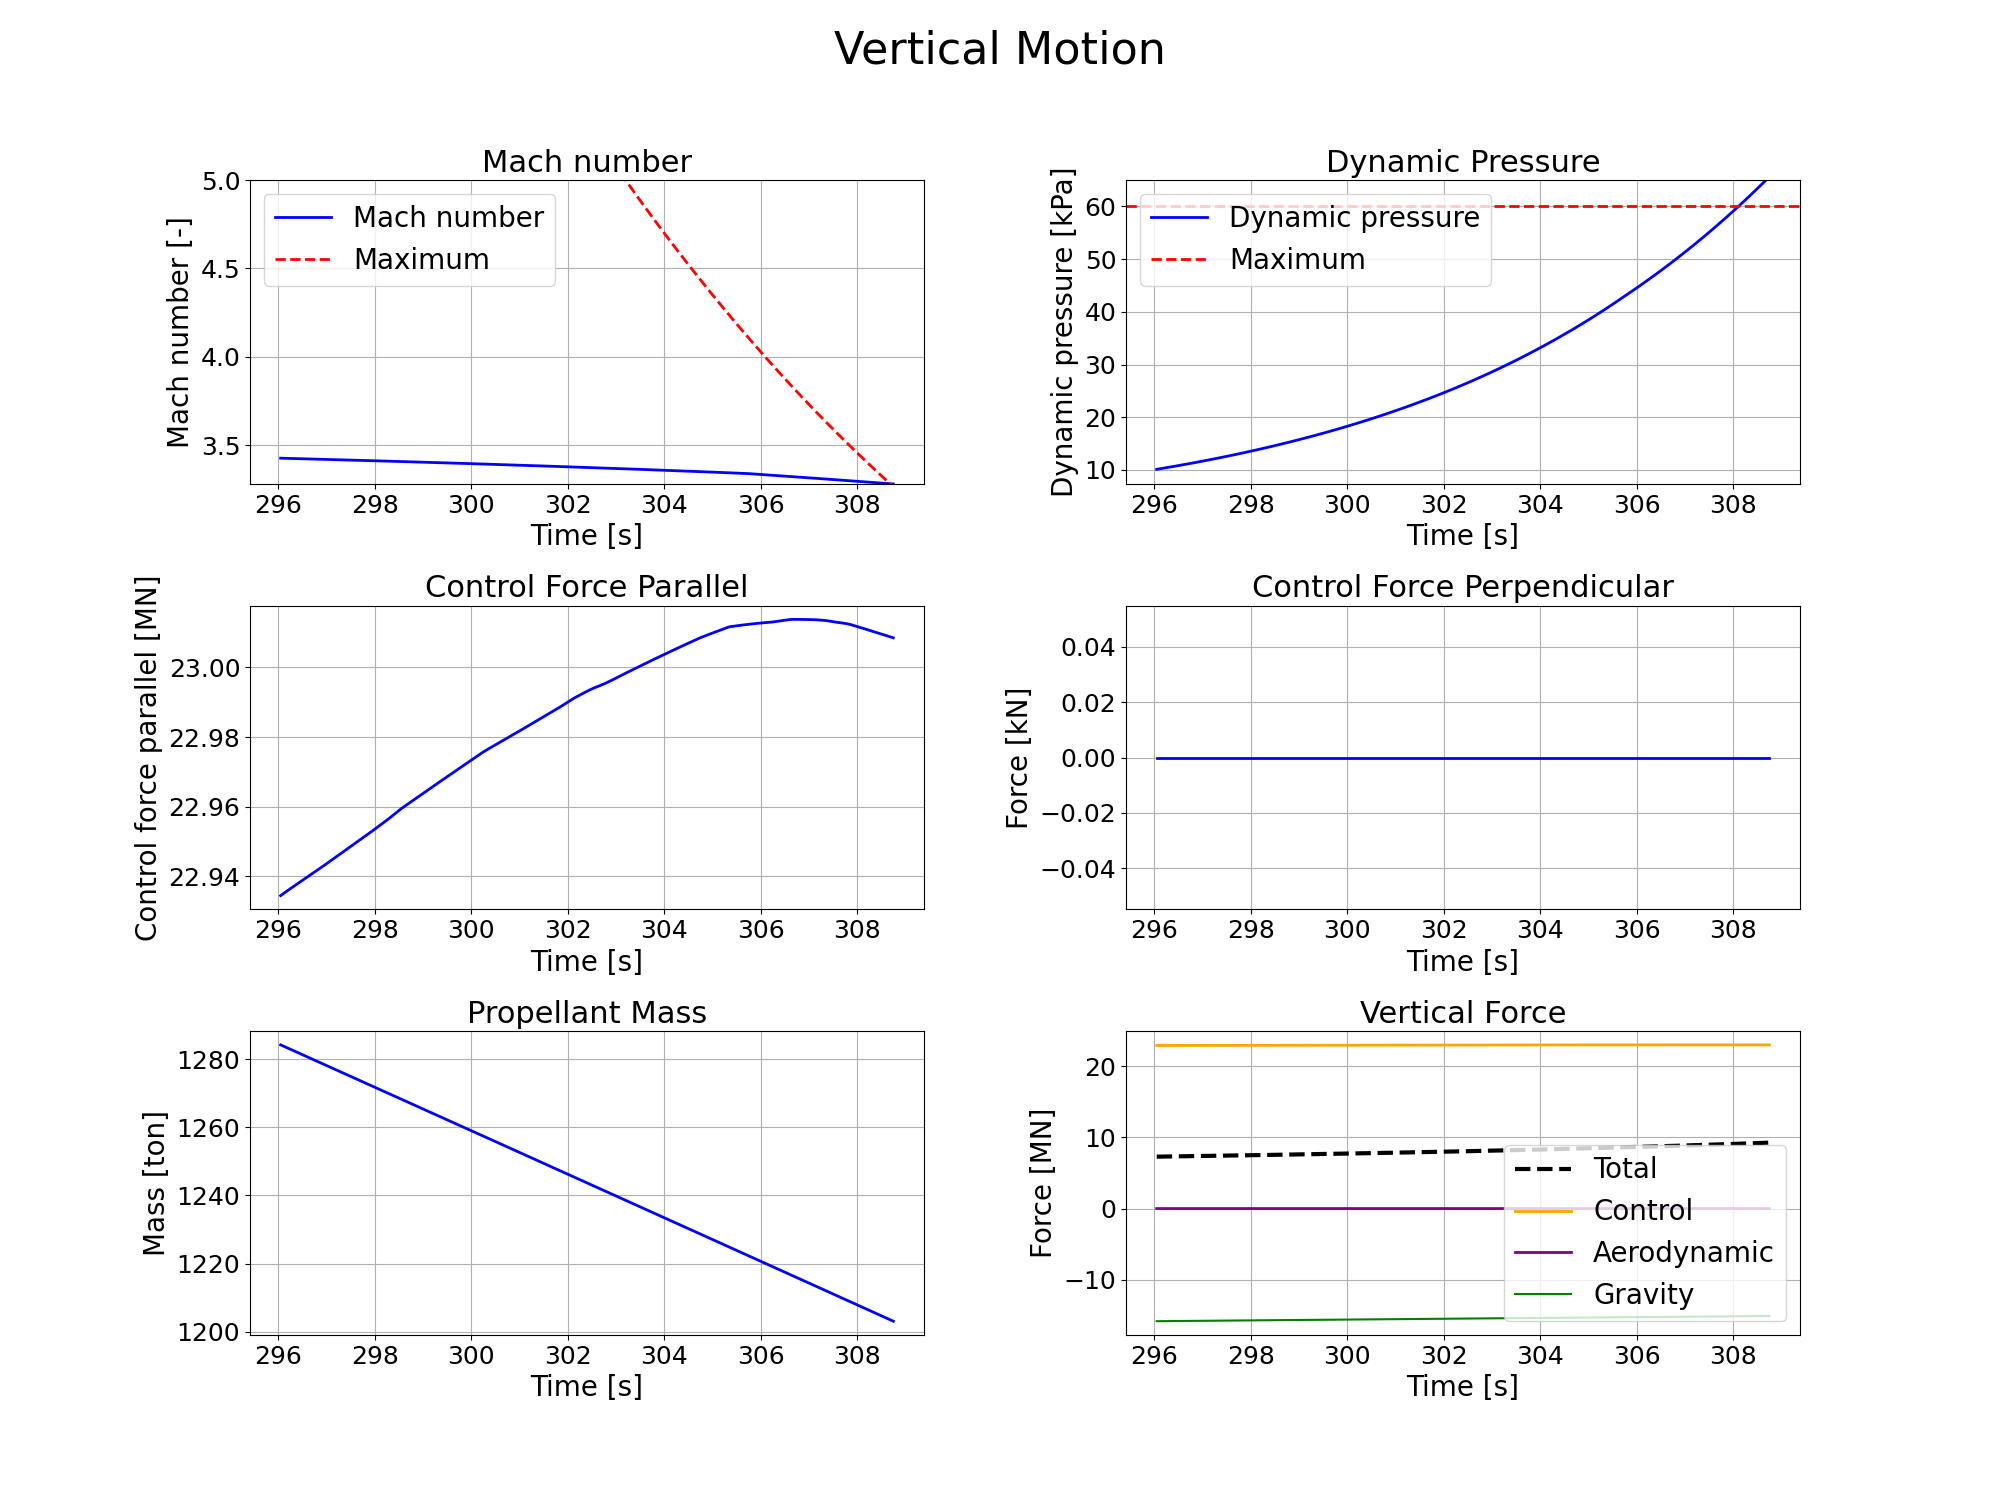 Vertical Motion
Mach number
Mach number [-]
5.0
4.5
4.0
3.5
Mach number
Maximum
296 298 300 302 304 306 308
Time [s]
Dynamic Pressure
Dynamic pressure [kPa]
60
50
40
30
20
10
Dynamic pressure
Maximum
296 298 300 302 304 306 308
Time [s]
Control Force Parallel
Control force parallel [MN]
23.00
22.98
22.96
22.94
296 298 300 302 304 306 308
Time [s]
Control Force Perpendicular
Force [kN]
0.04
0.02
0.00
−0.02
−0.04
296 298 300 302 304 306 308
Time [s]
Propellant Mass
Mass [ton]
1280
1260
1240
1220
1200
296 298 300 302 304 306 308
Time [s]
Vertical Force
Force [MN]
20
10
0
−10
Total
Control
Aerodynamic
Gravity
296 298 300 302 304 306 308
Time [s]